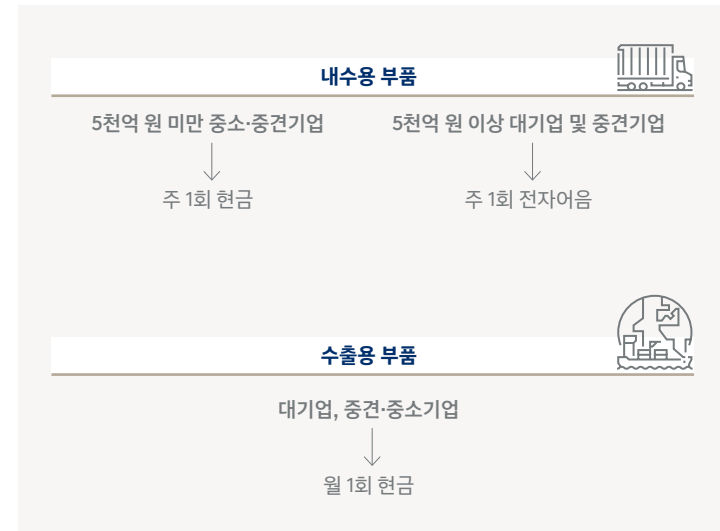 내수용 부품
5천억 원 미만 중소·중견기업
5천억 원 이상 대기업 및 중견기업
주 1회 현금
주 1회 전자어음
수출용 부품
대기업, 중견·중소기업
월 1회 현금